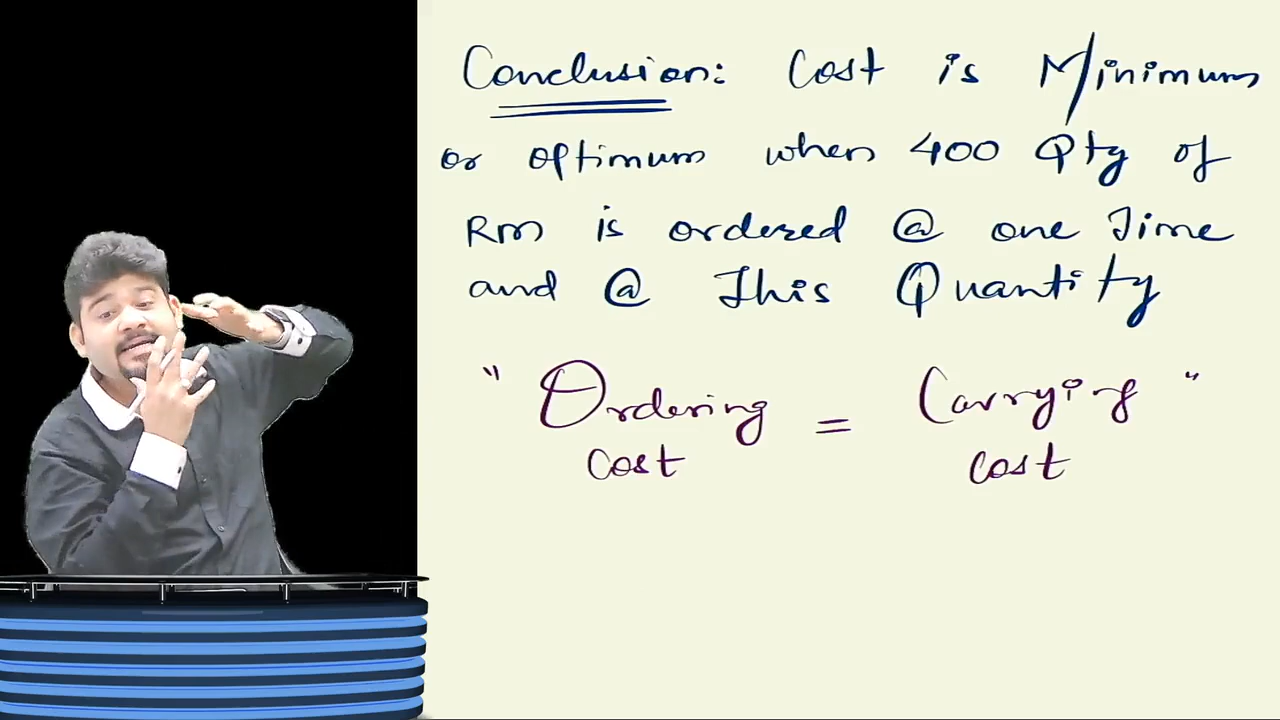 Conclusion: Cost is Minimum
or optimum when 400 Qty of
RM is ordered @ one Time
and @ This Quantity
" Ordering = Carrying "
cost cost